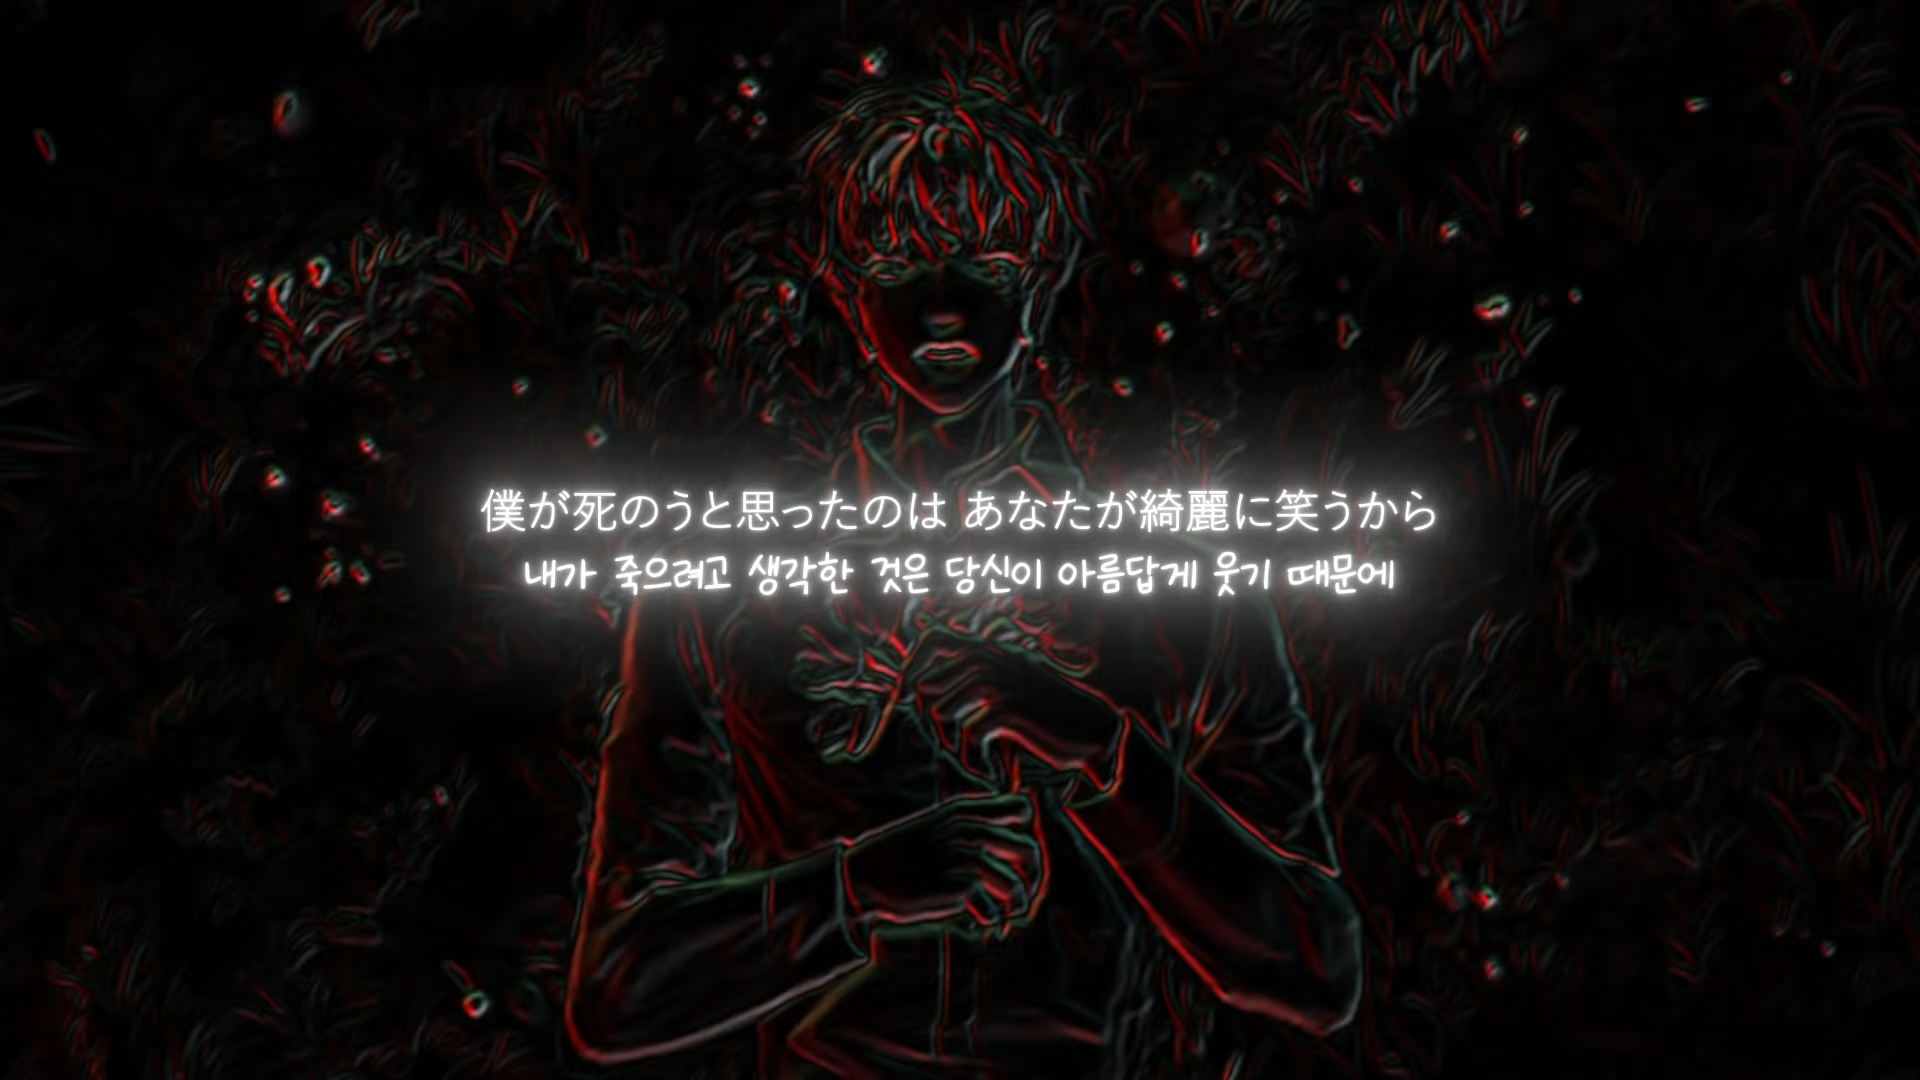 僕が死のうと思ったのは あなたが綺麗に笑うから
내가 죽으려고 생각한 것은 당신이 아름답게 웃기 때문에